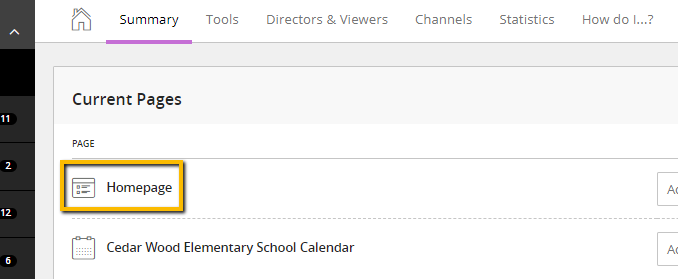 Summary Tools Directors & Viewers Channels Statistics How do I...?
Current Pages
11
PAGE
2
Homepage
12
Cedar Wood Elementary School Calendar
6